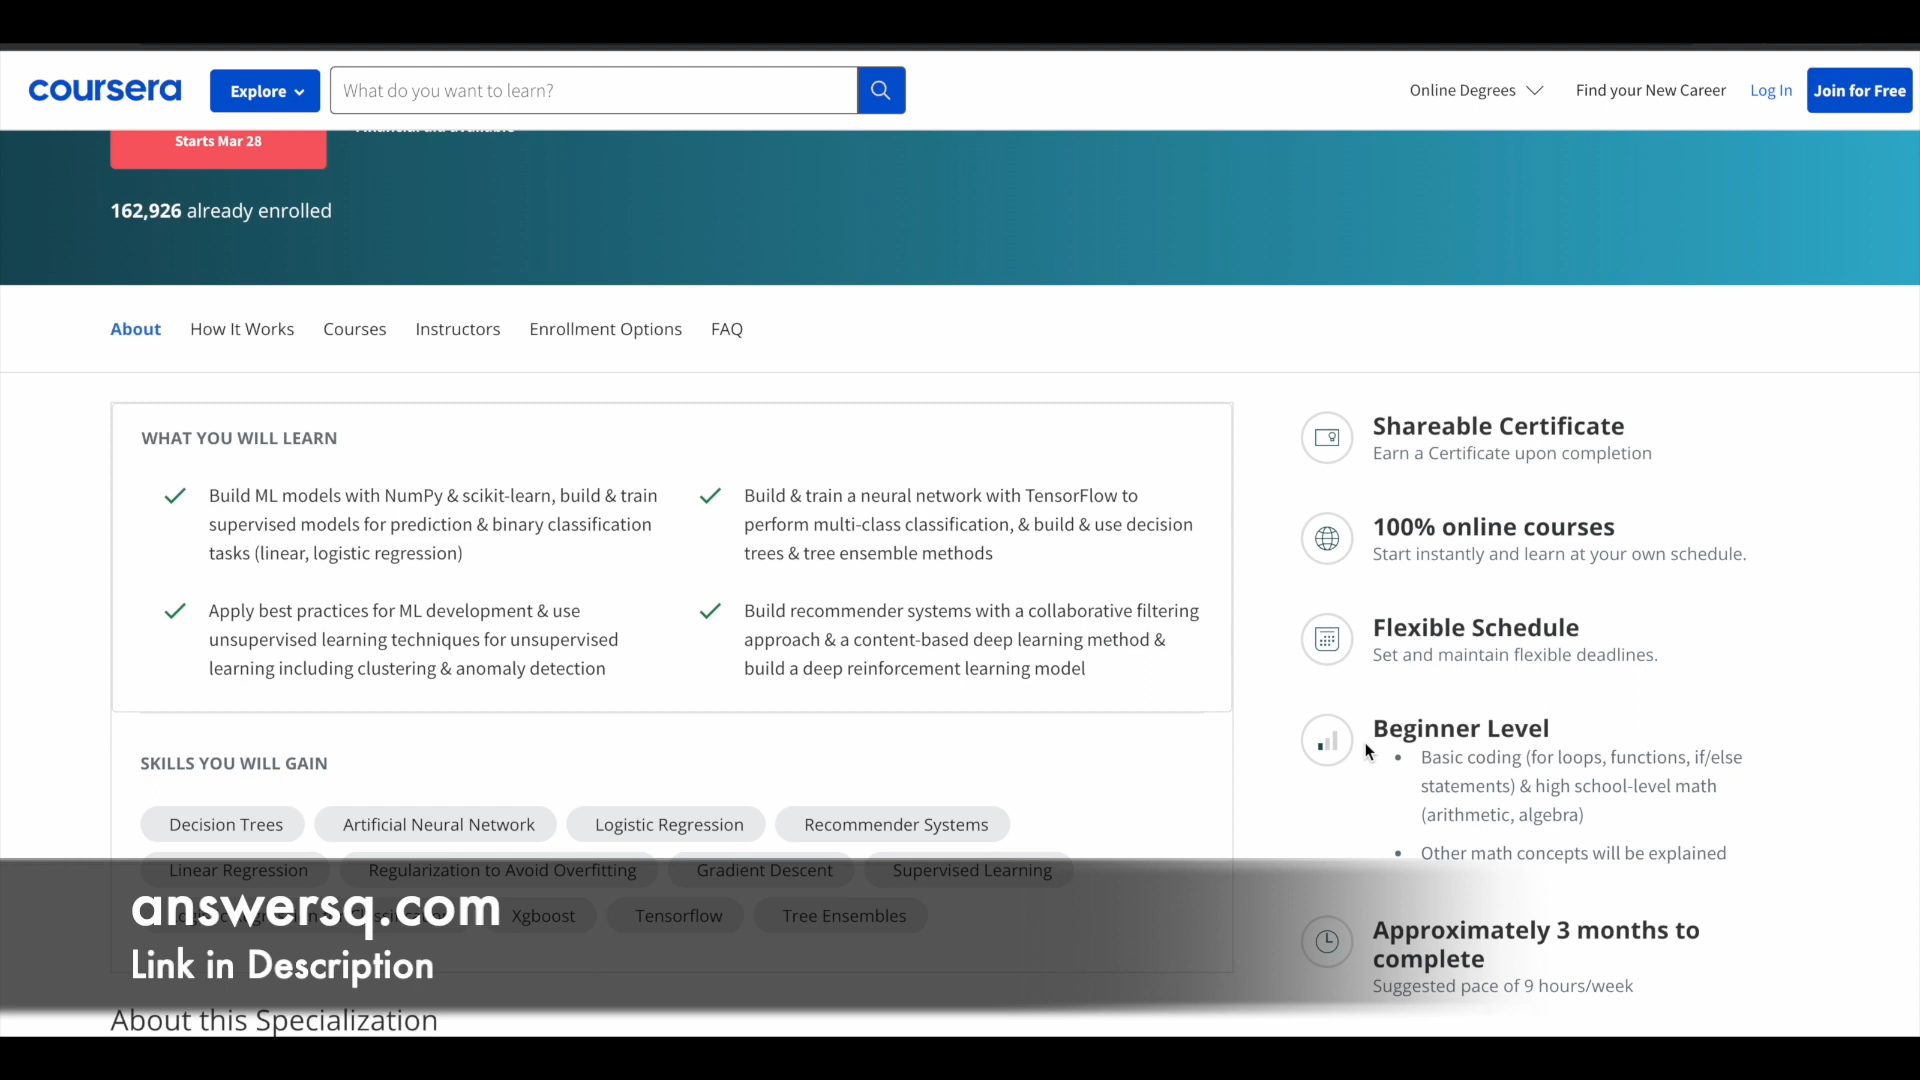 coursera
Explore
What do you want to learn?
Online Degrees
Find your New Career
Log In
Join for Free
Starts Mar 28
Financial aid available
162,926 already enrolled
About
How It Works
Courses
Instructors
Enrollment Options
FAQ
WHAT YOU WILL LEARN
Build ML models with NumPy & scikit-learn, build & train
supervised models for prediction & binary classification
tasks (linear, logistic regression)
Build & train a neural network with TensorFlow to
perform multi-class classification, & build & use decision
trees & tree ensemble methods
Apply best practices for ML development & use
unsupervised learning techniques for unsupervised
learning including clustering & anomaly detection
Build recommender systems with a collaborative filtering
approach & a content-based deep learning method &
build a deep reinforcement learning model
SKILLS YOU WILL GAIN
Decision Trees
Artificial Neural Network
Logistic Regression
Recommender Systems
Linear Regression
Regularization to Avoid Overfitting
Gradient Descent
Supervised Learning
Xgboost
Tensorflow
Tree Ensembles
answersq.com
Link in Description
About this Specialization
Shareable Certificate
Earn a Certificate upon completion
100% online courses
Start instantly and learn at your own schedule.
Flexible Schedule
Set and maintain flexible deadlines.
Beginner Level
• Basic coding (for loops, functions, if/else
statements) & high school-level math
(arithmetic, algebra)
• Other math concepts will be explained
Approximately 3 months to
complete
Suggested pace of 9 hours/week